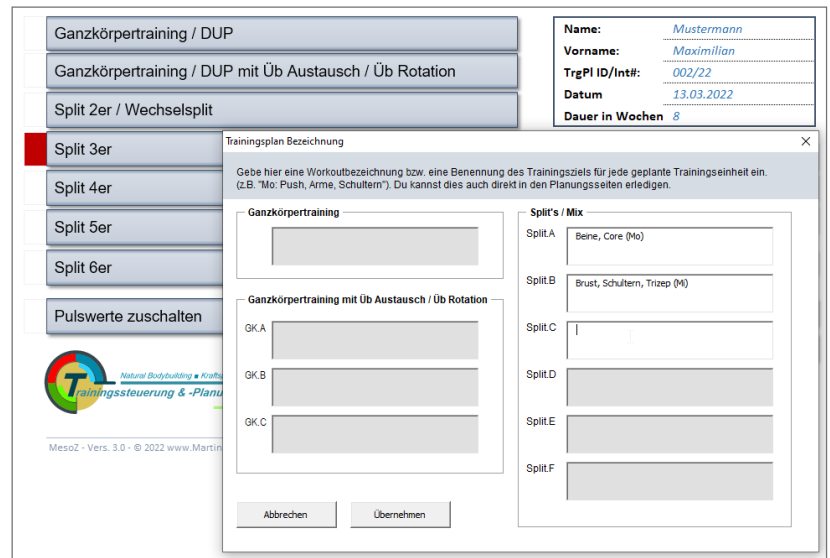 Ganzkörpertraining / DUP
Ganzkörpertraining / DUP mit Üb Austausch / Üb Rotation
Split 2er / Wechselsplit
Split 3er
Split 4er
Split 5er
Split 6er
Pulswerte zuschalten
Name: Mustermann
Vorname: Maximilian
TrgPl ID/Int#: 002/22
Datum 13.03.2022
Dauer in Wochen 8
Natural Bodybuilding ■ Krafts
Trainingssteuerung & -Planu
MesoZ - Vers. 3.0 - © 2022 www.Martin
Trainingsplan Bezeichnung
Gebe hier eine Workoutbezeichnung bzw. eine Benennung des Trainingsziels für jede geplante Trainingseinheit ein.
(z.B. "Mo: Push, Arme, Schultern"). Du kannst dies auch direkt in den Planungsseiten erledigen.
Ganzkörpertraining
Ganzkörpertraining mit Üb Austausch / Üb Rotation
GK.A
GK.B
GK.C
Split's / Mix
Split.A Beine, Core (Mo)
Split.B Brust, Schultern, Trizep (Mi)
Split.C
Split.D
Split.E
Split.F
Abbrechen
Übernehmen